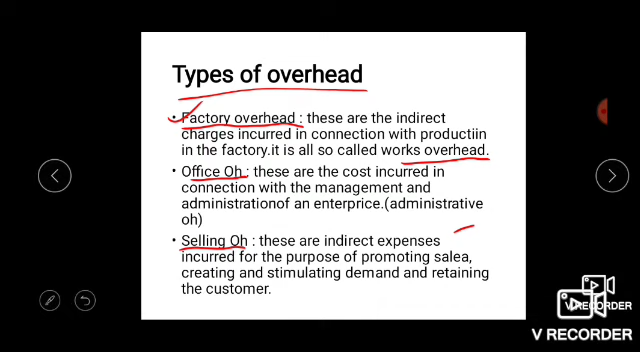 Types of overhead
• Factory overhead : these are the indirect
charges incurred in connection with productiin
in the factory.it is all so called works overhead.
• Office Oh : these are the cost incurred in
connection with the management and
administrationof an enterprice.(administrative
oh)
• Selling Oh : these are indirect expenses
incurred for the purpose of promoting salea,
creating and stimulating demand and retaining
the customer.
V RECORDER
V RECORDER